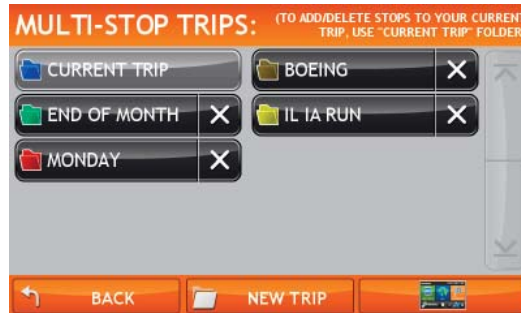 MULTI-STOP TRIPS:
(TO ADD/DELETE STOPS TO YOUR CURRENT
TRIP, USE "CURRENT TRIP" FOLDER
CURRENT TRIP
BOEING
END OF MONTH
IL IA RUN
MONDAY
BACK
NEW TRIP